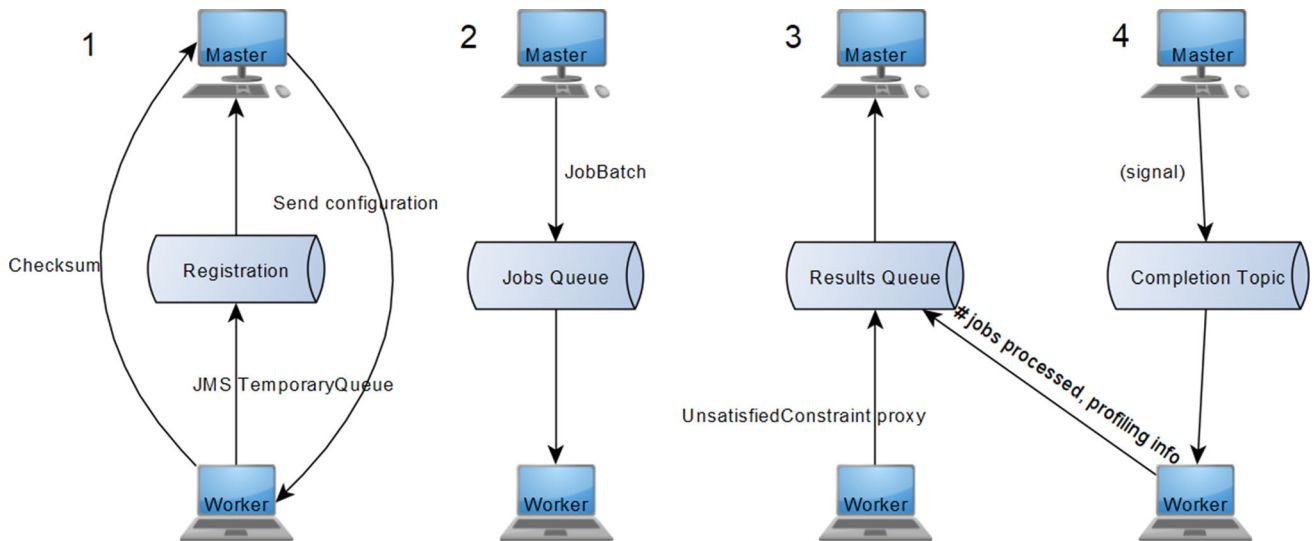 1
Master
Send configuration
Checksum
Registration
JMS TemporaryQueue
Worker
2
Master
JobBatch
Jobs Queue
Worker
3
Master
Results Queue
UnsatisfiedConstraint proxy
Worker
4
Master
(signal)
Completion Topic
# jobs processed, profiling info
Worker